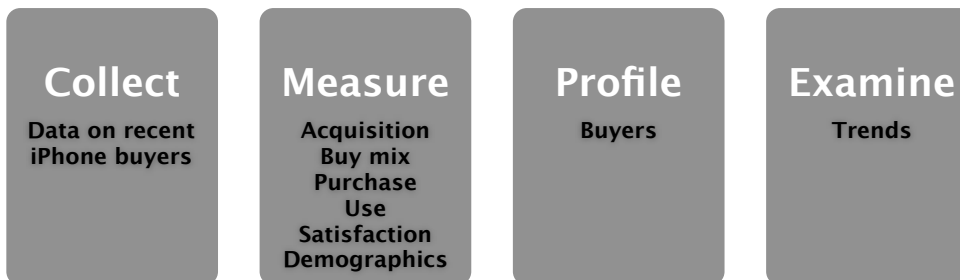 Collect
Data on recent
iPhone buyers
Measure
Acquisition
Buy mix
Purchase
Use
Satisfaction
Demographics
Profile
Buyers
Examine
Trends